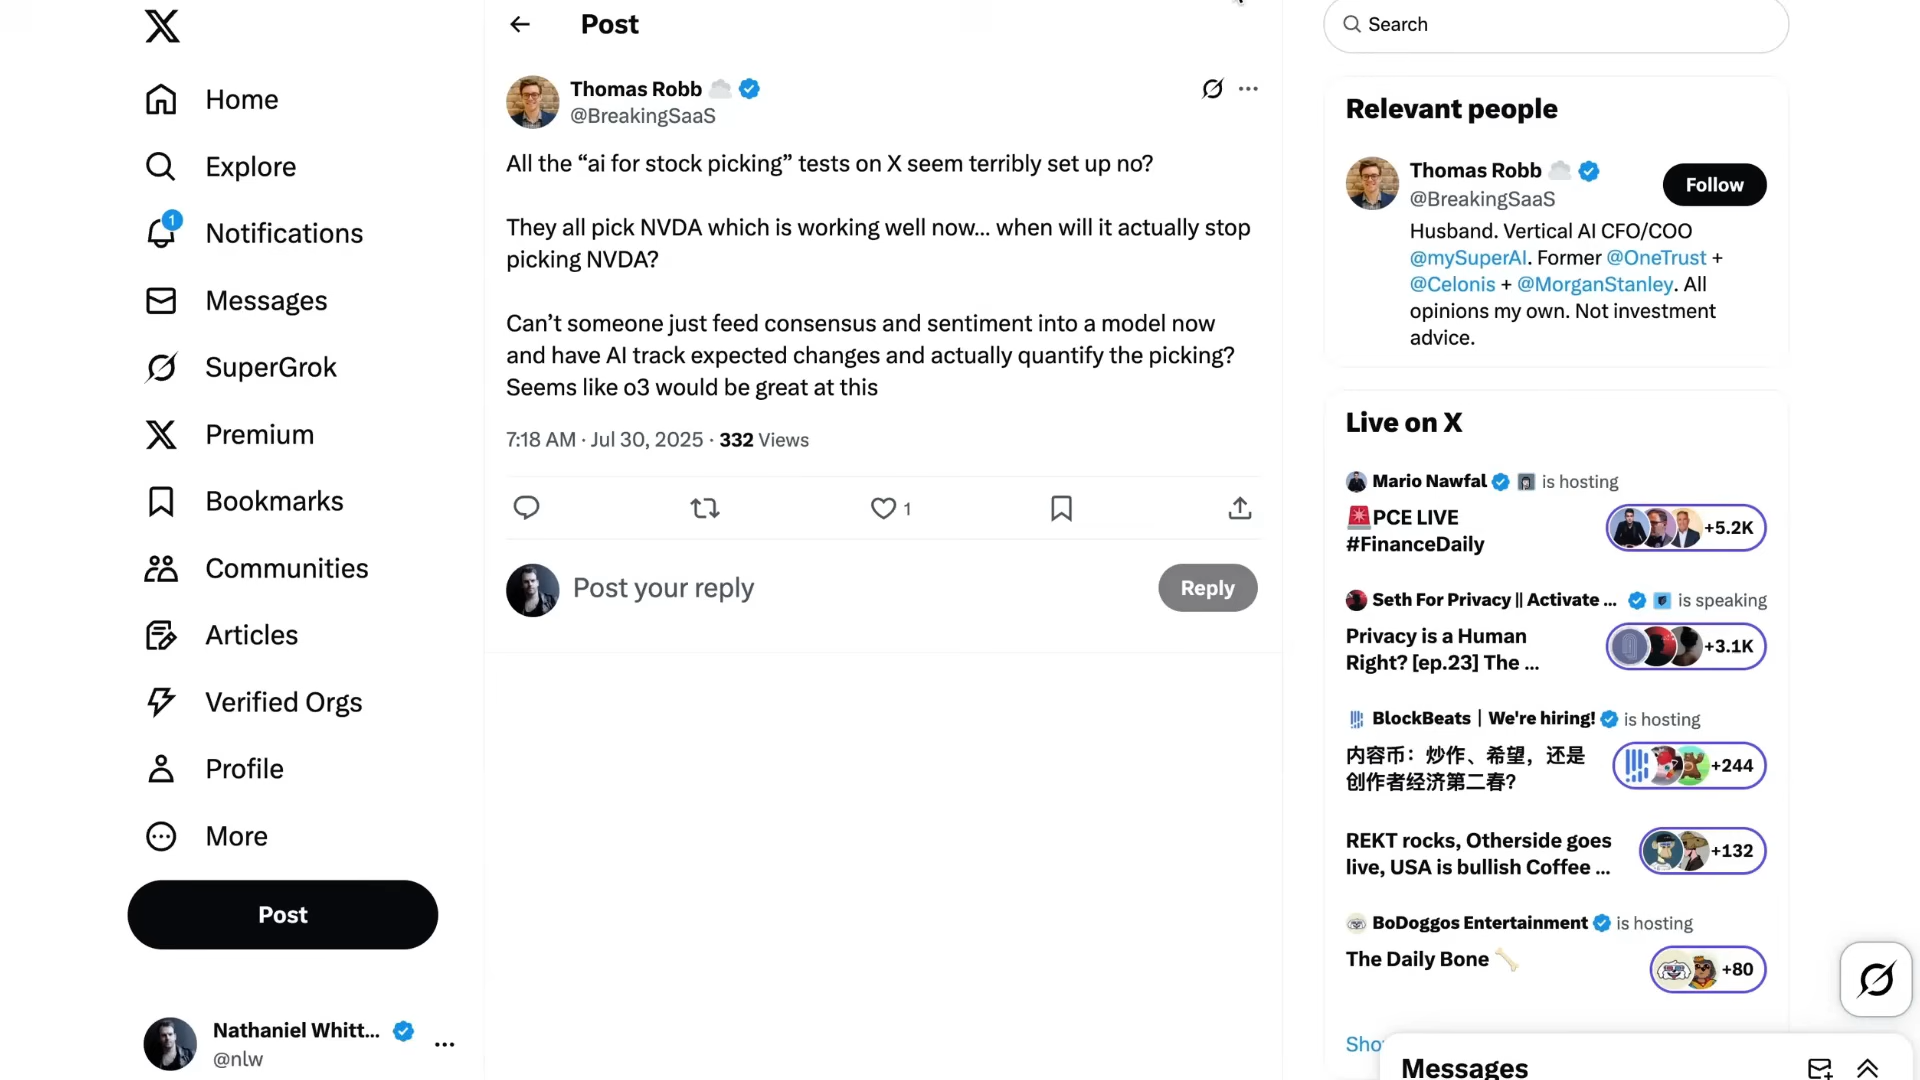 Home
Explore
1
Notifications
Messages
SuperGrok
Premium
Bookmarks
Communities
Articles
Verified Orgs
Profile
More
Post
Nathaniel Whitt...
@nlw
Post
Thomas Robb
@BreakingSaaS
All the “ai for stock picking” tests on X seem terribly set up no?
They all pick NVDA which is working well now... when will it actually stop
picking NVDA?
Can’t someone just feed consensus and sentiment into a model now
and have AI track expected changes and actually quantify the picking?
Seems like o3 would be great at this
7:18 AM · Jul 30, 2025 · 332 Views
1
Post your reply
Reply
Search
Relevant people
Thomas Robb
@BreakingSaaS
Follow
Husband. Vertical AI CFO/COO
@mySuperAI. Former @OneTrust +
@Celonis + @MorganStanley. All
opinions my own. Not investment
advice.
Live on X
Mario Nawfal is hosting
🚨PCE LIVE
#FinanceDaily
+5.2K
Seth For Privacy || Activate ... is speaking
Privacy is a Human
Right? [ep.23] The ...
+3.1K
BlockBeats | We're hiring! is hosting
内容币：炒作、希望，还是
创作者经济第二春？
+244
REKT rocks, Otherside goes
live, USA is bullish Coffee ...
+132
BoDoggos Entertainment is hosting
The Daily Bone 🦴
+80
Sho
Messages